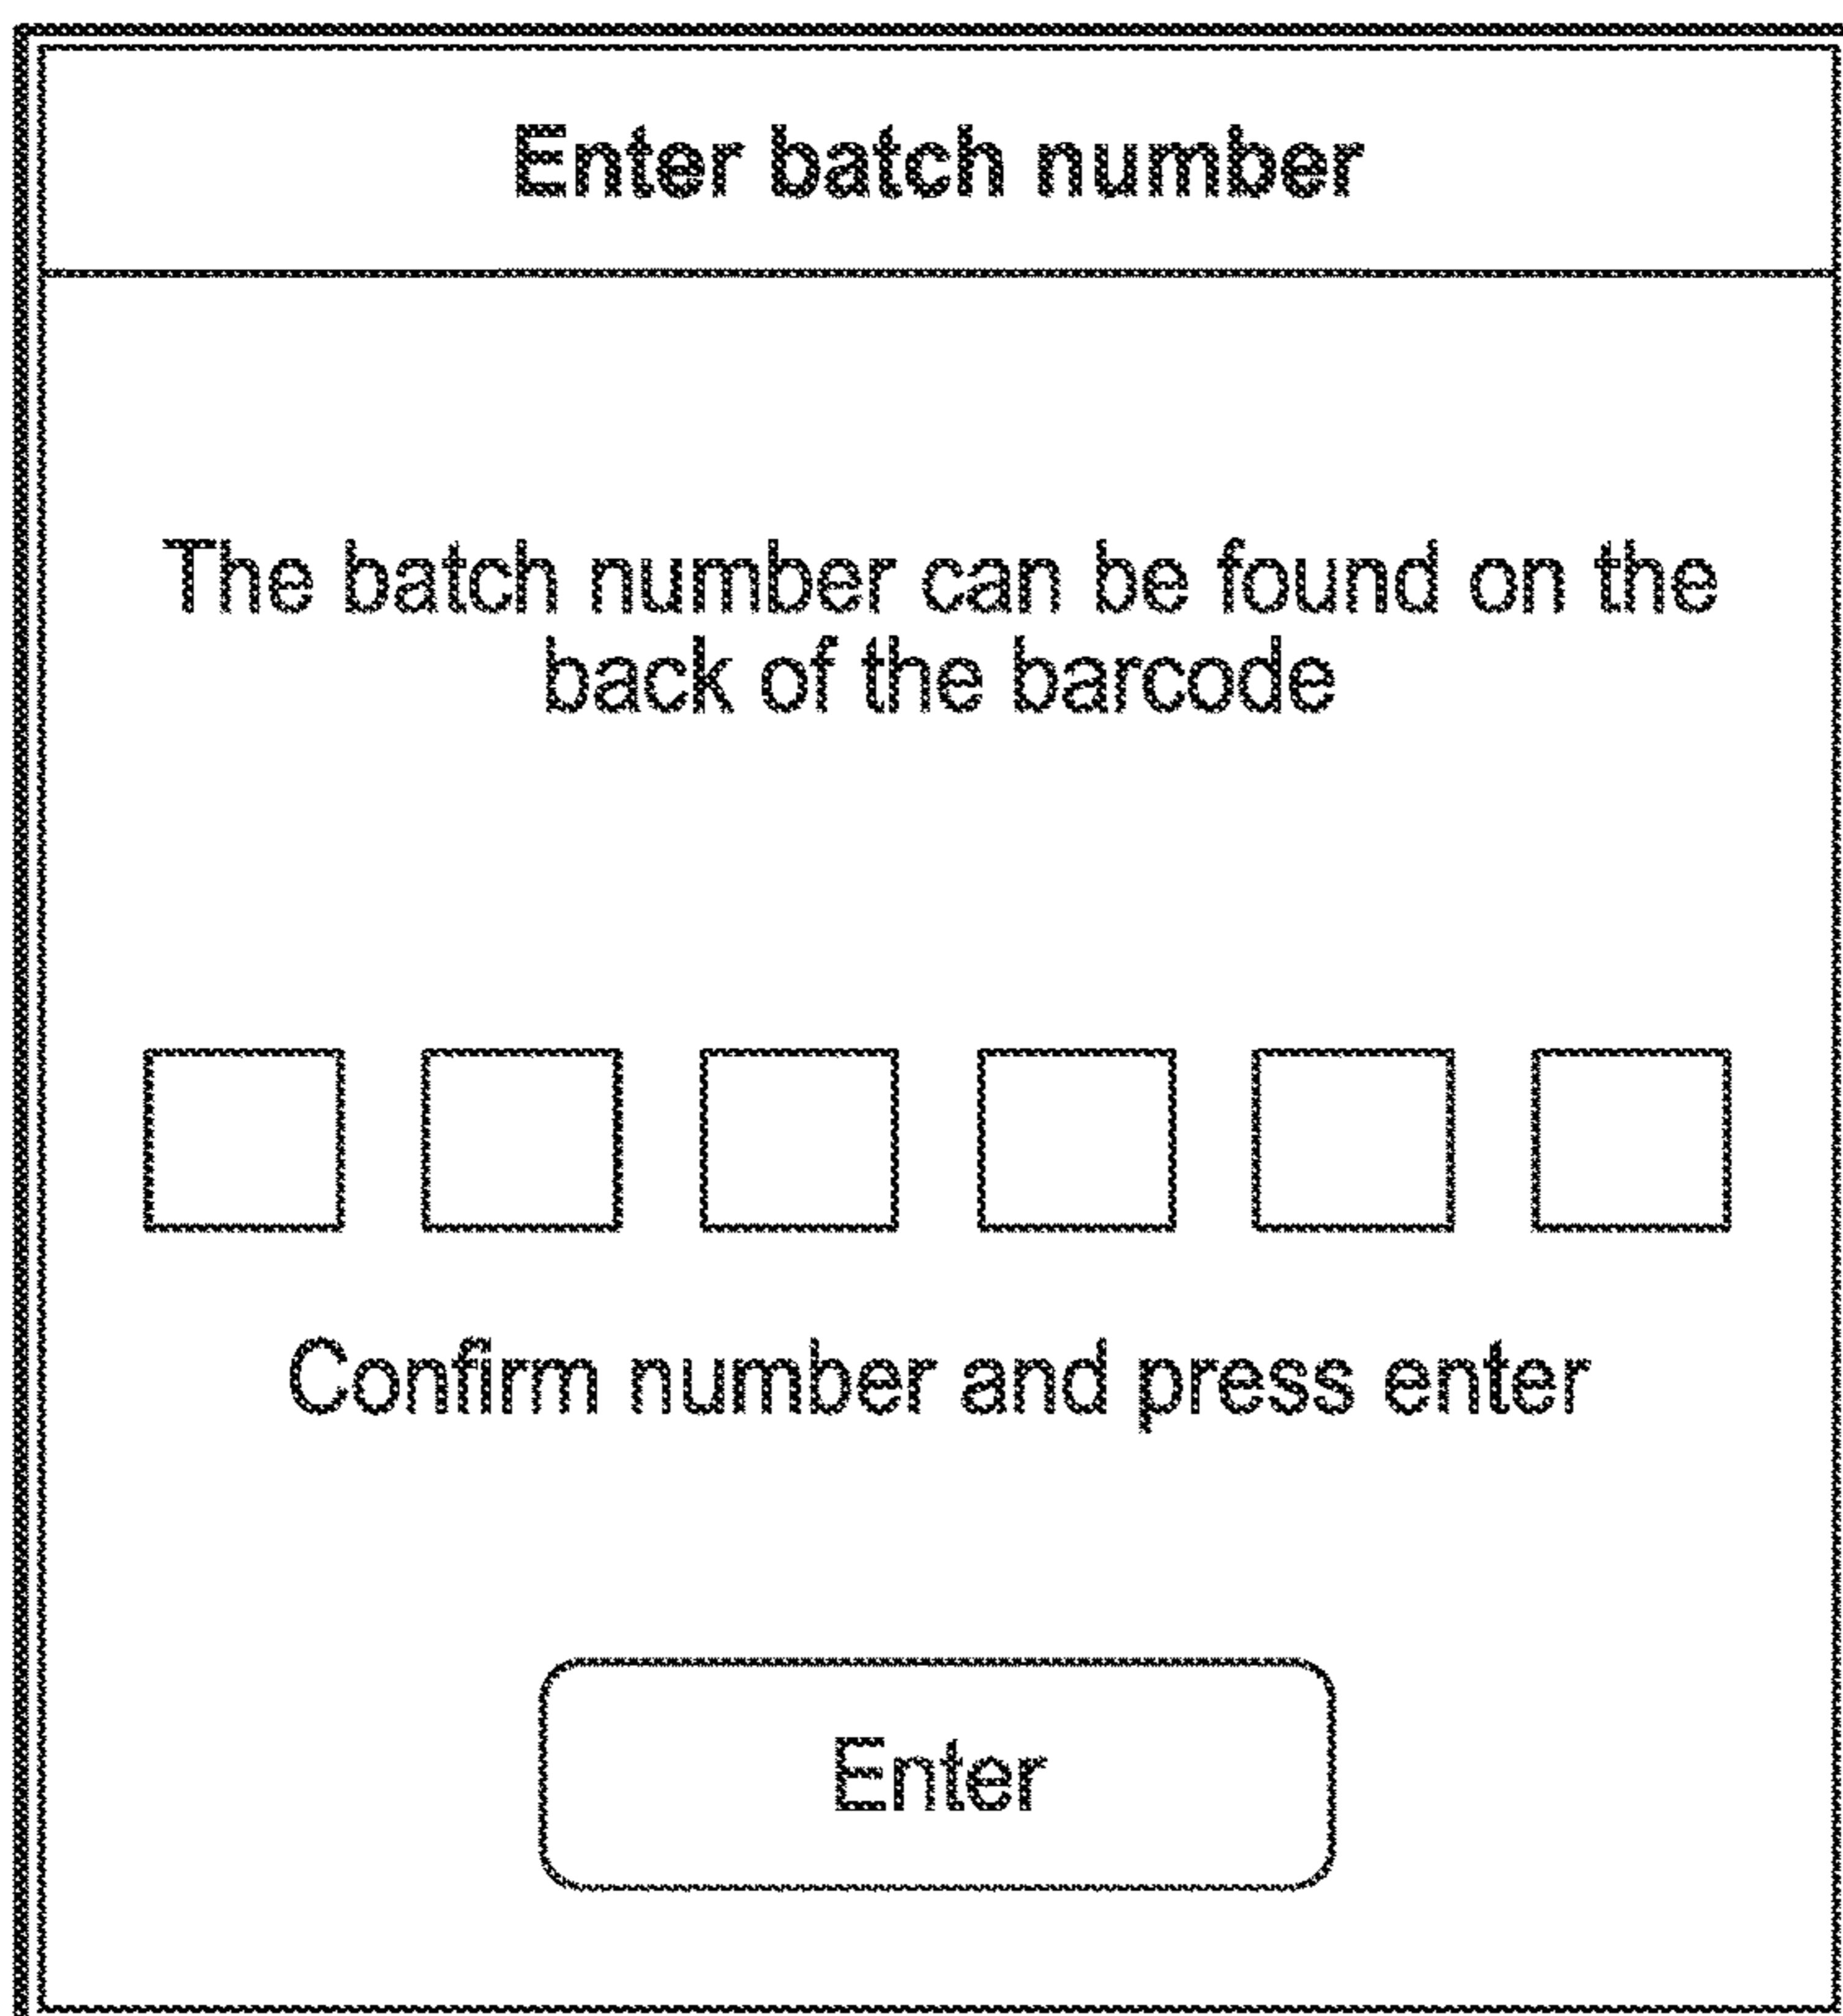 Enter batch number
The batch number can be found on the
back of the barcode
Confirm number and press enter
Enter